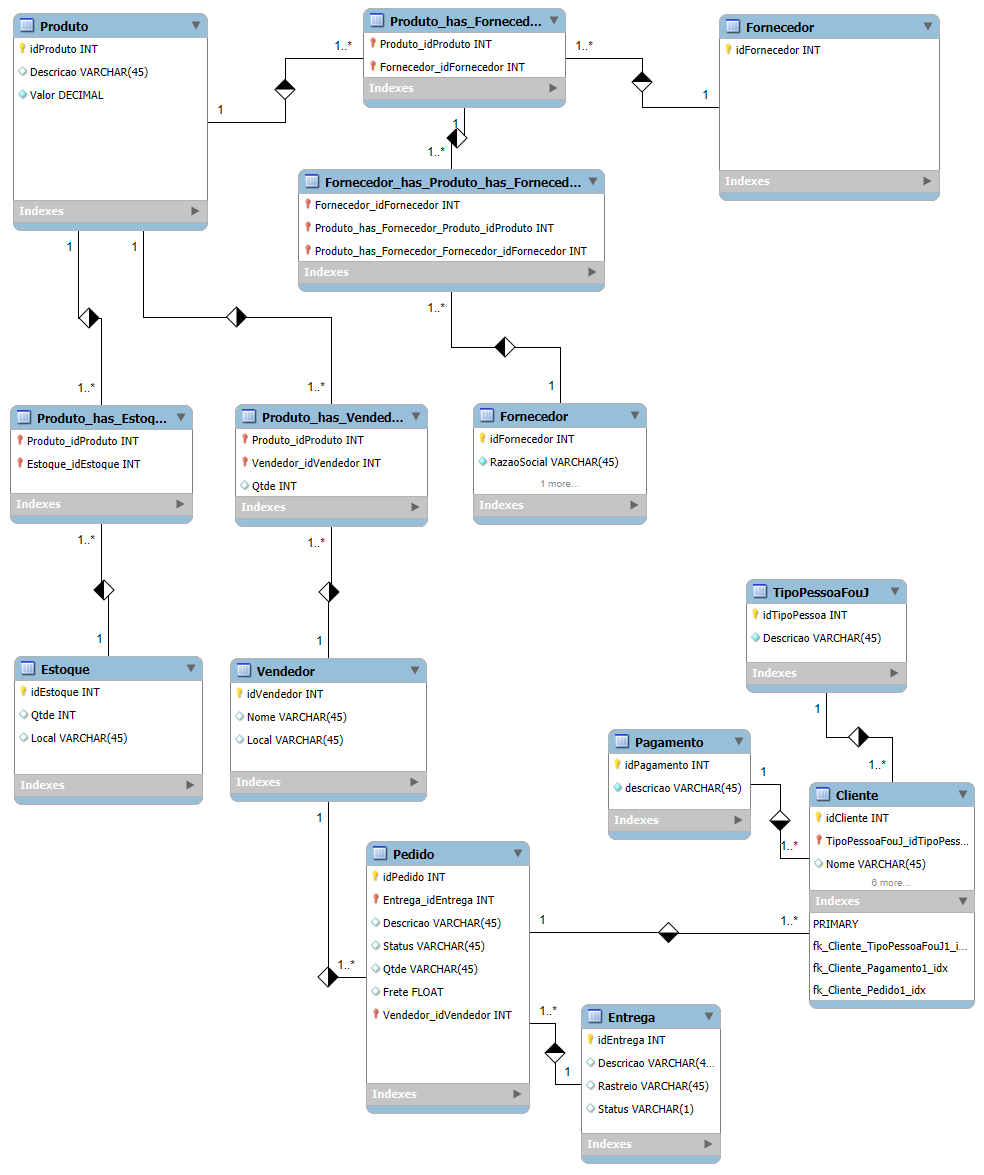 Produto
idProduto INT
Descricao VARCHAR(45)
Valor DECIMAL
Indexes
1
1..*
Produto_has_Forneced...
Produto_idProduto INT
Fornecedor_idFornecedor INT
Indexes
1..*
1
Fornecedor
idFornecedor INT
Indexes
1
1..*
Fornecedor_has_Produto_has_Forneced...
Fornecedor_idFornecedor INT
Produto_has_Fornecedor_Produto_idProduto INT
Produto_has_Fornecedor_Fornecedor_idFornecedor INT
Indexes
1..*
1
1
1
1..*
1..*
Produto_has_Estoq...
Produto_idProduto INT
Estoque_idEstoque INT
Indexes
Produto_has_Vended...
Produto_idProduto INT
Vendedor_idVendedor INT
Qtde INT
Indexes
Fornecedor
idFornecedor INT
RazaoSocial VARCHAR(45)
1 more...
Indexes
1..*
1
1..*
1
Estoque
idEstoque INT
Qtde INT
Local VARCHAR(45)
Indexes
Vendedor
idVendedor INT
Nome VARCHAR(45)
Local VARCHAR(45)
Indexes
TipoPessoaFouJ
idTipoPessoa INT
Descricao VARCHAR(45)
Indexes
1
1..*
Pagamento
idPagamento INT
descricao VARCHAR(45)
Indexes
1
1..*
Cliente
idCliente INT
TipoPessoaFouJ_idTipoPess...
Nome VARCHAR(45)
6 more...
Indexes
PRIMARY
fk_Cliente_TipoPessoaFouJ1_i...
fk_Cliente_Pagamento1_idx
fk_Cliente_Pedido1_idx
1
1..*
Pedido
idPedido INT
Entrega_idEntrega INT
Descricao VARCHAR(45)
Status VARCHAR(45)
Qtde VARCHAR(45)
Frete FLOAT
Vendedor_idVendedor INT
Indexes
1
1..*
1..*
1
Entrega
idEntrega INT
Descricao VARCHAR(4...
Rastreio VARCHAR(45)
Status VARCHAR(1)
Indexes